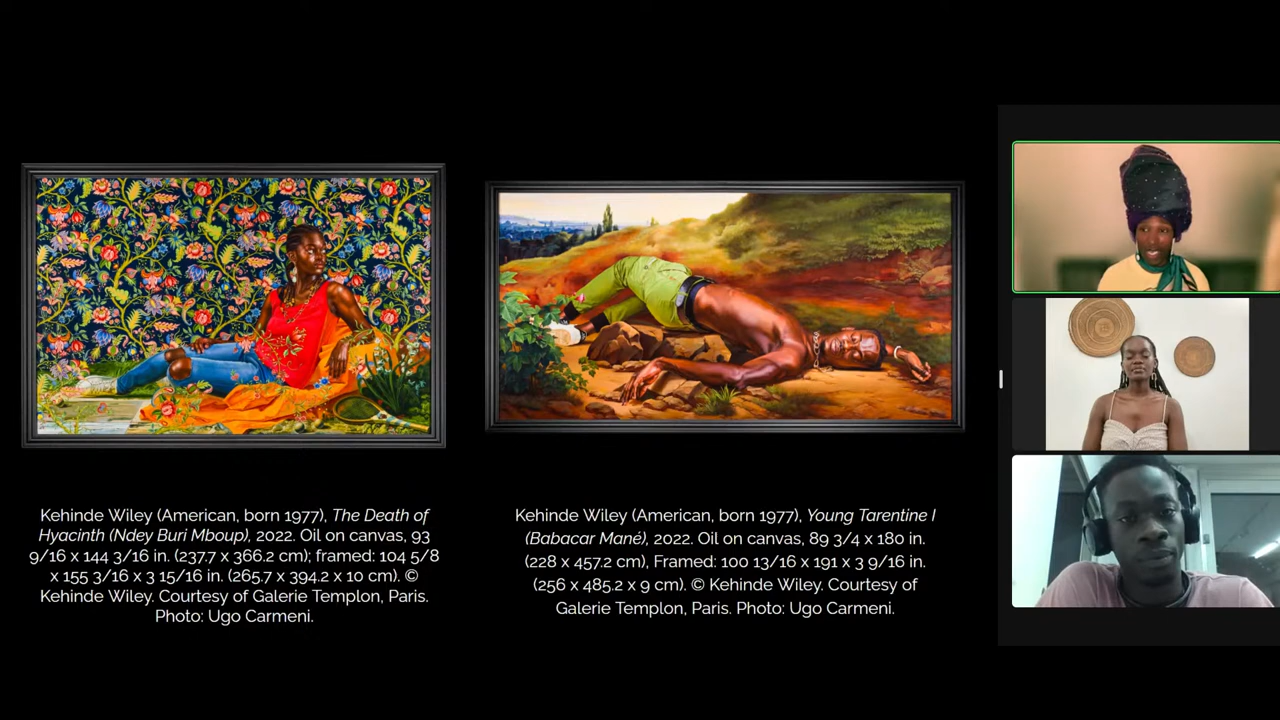 Kehinde Wiley (American, born 1977), The Death of
Hyacinth (Ndey Buri Mboup), 2022. Oil on canvas, 93
9/16 x 144 3/16 in. (237.7 x 366.2 cm); framed: 104 5/8
x 155 3/16 x 3 15/16 in. (265.7 x 394.2 x 10 cm). ©
Kehinde Wiley. Courtesy of Galerie Templon, Paris.
Photo: Ugo Carmeni.
Kehinde Wiley (American, born 1977), Young Tarentine I
(Babacar Mané), 2022. Oil on canvas, 89 3/4 x 180 in.
(228 x 457.2 cm), Framed: 100 13/16 x 191 x 3 9/16 in.
(256 x 485.2 x 9 cm). © Kehinde Wiley. Courtesy of
Galerie Templon, Paris. Photo: Ugo Carmeni.